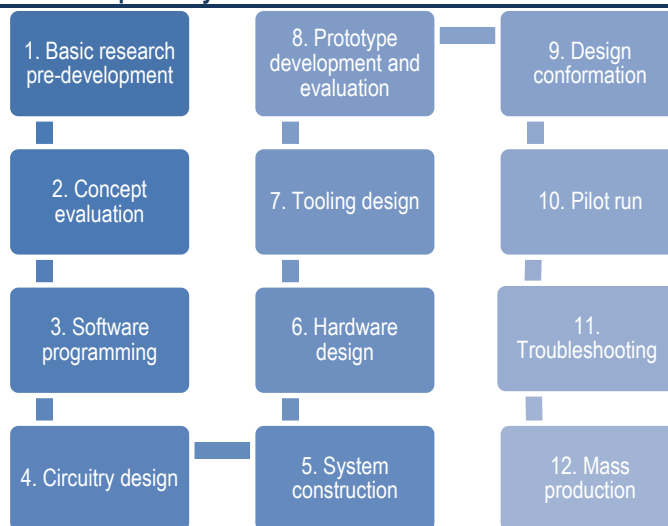 1. Basic research
pre-development
2. Concept
evaluation
3. Software
programming
4. Circuitry design
5. System
construction
6. Hardware
design
7. Tooling design
8. Prototype
development and
evaluation
9. Design
conformation
10. Pilot run
11.
Troubleshooting
12. Mass
production